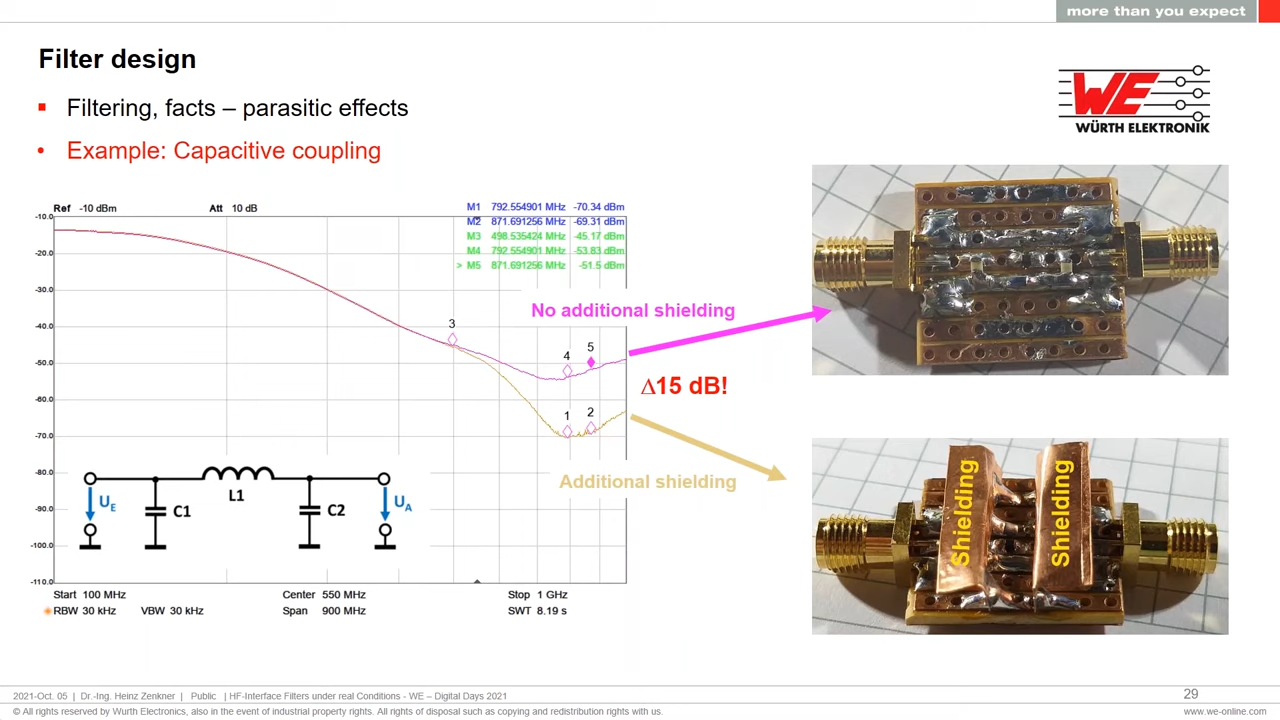 more than you expect
Filter design
Filtering, facts – parasitic effects
WE
WÜRTH ELEKTRONIK
Example: Capacitive coupling
Ref -10 dBm Att 10 dB
M1 792.554901 MHz -70.34 dBm
M2 871.691256 MHz -69.31 dBm
M3 498.535424 MHz -45.17 dBm
M4 792.554901 MHz -53.83 dBm
> M5 871.691256 MHz -51.5 dBm
-10.0
-20.0
-30.0
-40.0
-50.0
-60.0
-70.0
-80.0
-90.0
-100.0
-110.0
3
4
5
1
2
No additional shielding
Δ15 dB!
Additional shielding
UE
C1
L1
C2
UA
Shielding
Shielding
Start 100 MHz Center 550 MHz Stop 1 GHz
RBW 30 kHz VBW 30 kHz Span 900 MHz SWT 8.19 s
2021-Oct. 05 | Dr.-Ing. Heinz Zenkner | Public | HF-Interface Filters under real Conditions - WE – Digital Days 2021
29
© All rights reserved by Wurth Electronics, also in the event of industrial property rights. All rights of disposal such as copying and redistribution rights with us.
www.we-online.com